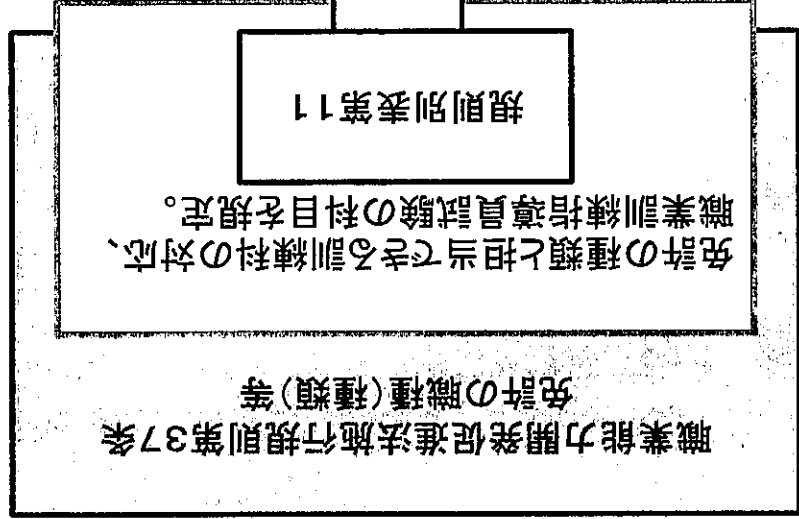 職業能力開発促進法施行規則第37条
免許の職種(種類)等
免許の種類と担当できる訓練科の対応、
職業訓練指導員試験の科目を規定。
規則別表第11